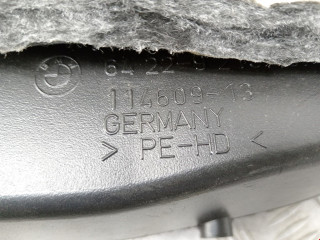 64 22-9
114609-13
GERMANY
> PE-HD <